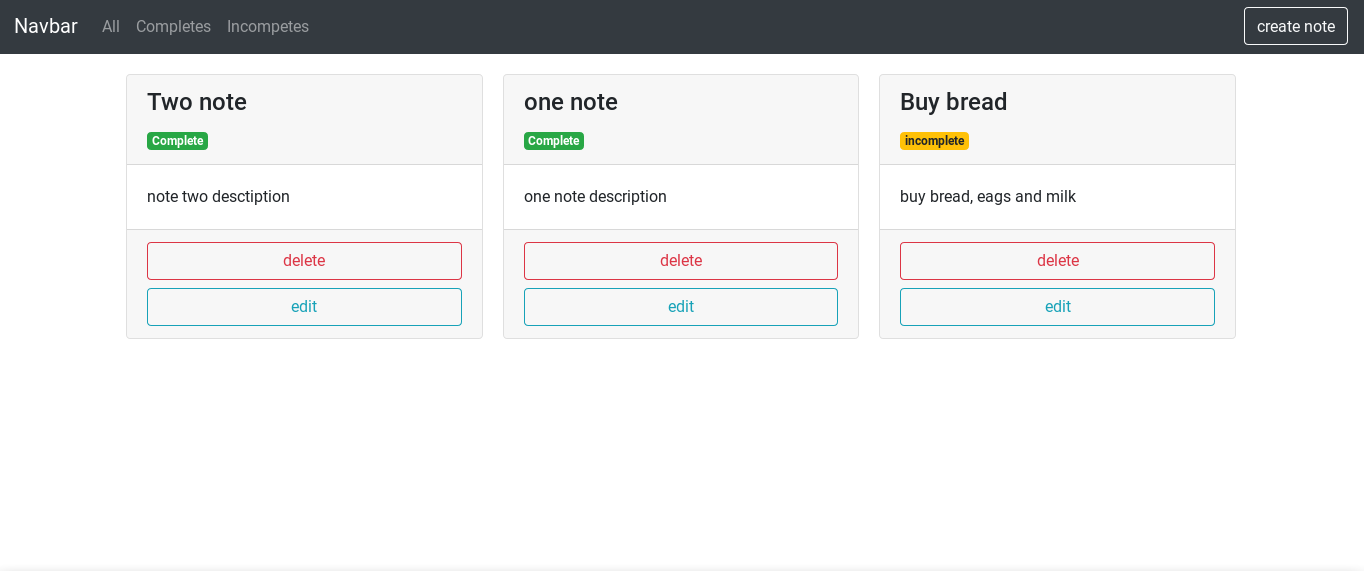 Navbar All Completes Incompetes create note
Two note
Complete
note two desctiption
delete
edit
one note
Complete
one note description
delete
edit
Buy bread
incomplete
buy bread, eags and milk
delete
edit